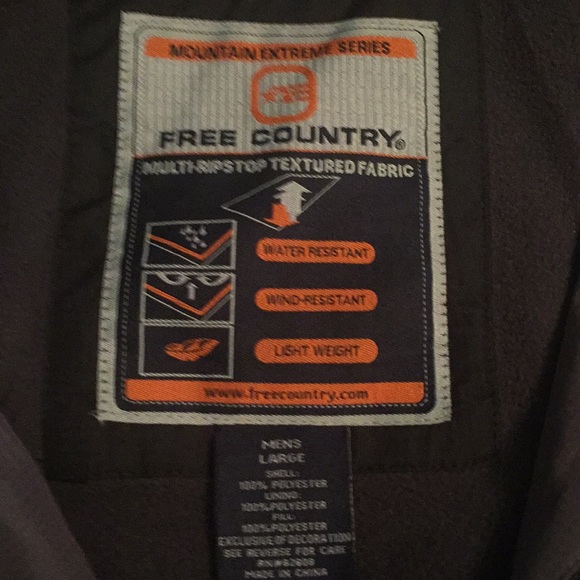 MOUNTAIN EXTREME SERIES
FREE COUNTRY®
MULTI-RIPSTOP TEXTURED FABRIC
WATER RESISTANT
WIND-RESISTANT
LIGHT WEIGHT
www.freecountry.com
MENS
LARGE
SHELL:
100% POLYESTER
LINING:
100%POLYESTER
FILL:
100%POLYESTER
EXCLUSIVE OF DECORATION
SEE REVERSE FOR CARE
RN#82609
MADE IN CHINA